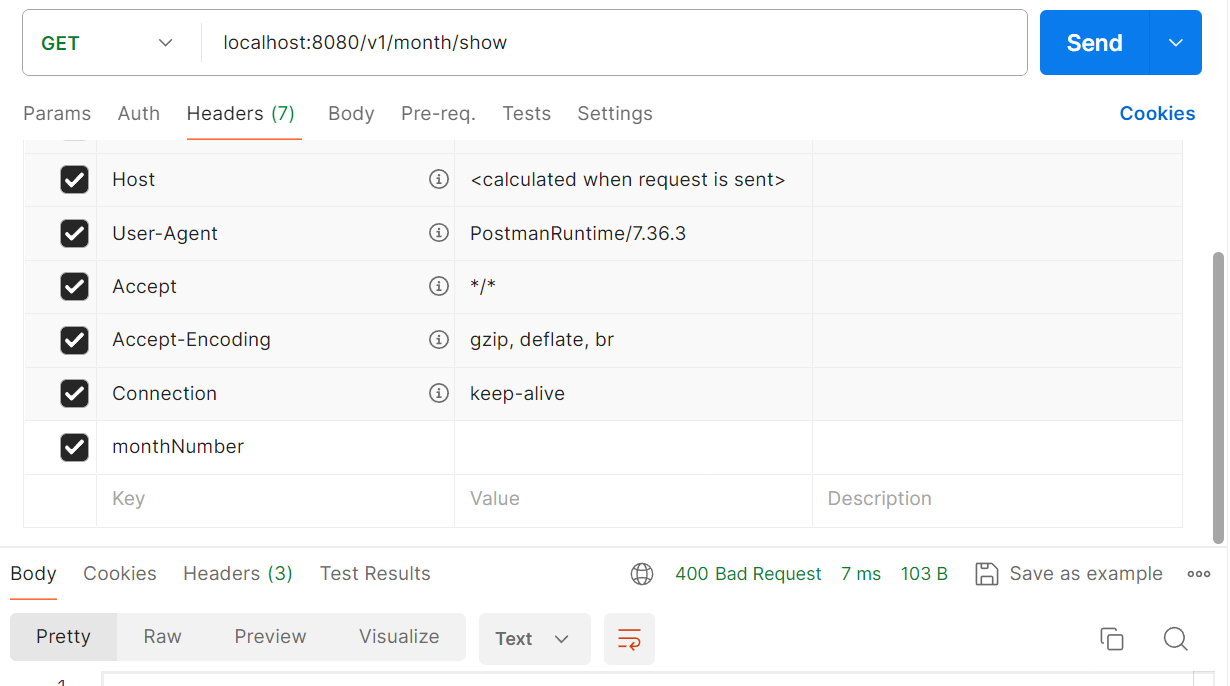 GET localhost:8080/v1/month/show Send
Params Auth Headers (7) Body Pre-req. Tests Settings Cookies
Host <calculated when request is sent>
User-Agent PostmanRuntime/7.36.3
Accept */*
Accept-Encoding gzip, deflate, br
Connection keep-alive
monthNumber
Key Value Description
Body Cookies Headers (3) Test Results 400 Bad Request 7 ms 103 B Save as example
Pretty Raw Preview Visualize Text
1